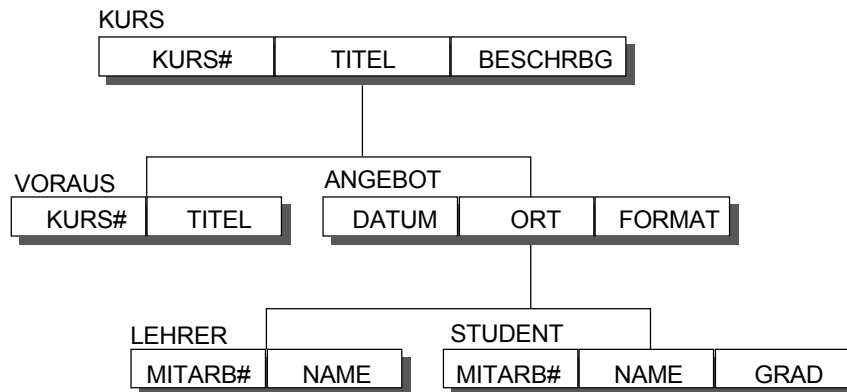 KURS
KURS# TITEL BESCHRBG
VORAUS ANGEBOT
KURS# TITEL DATUM ORT FORMAT
LEHRER STUDENT
MITARB# NAME MITARB# NAME GRAD